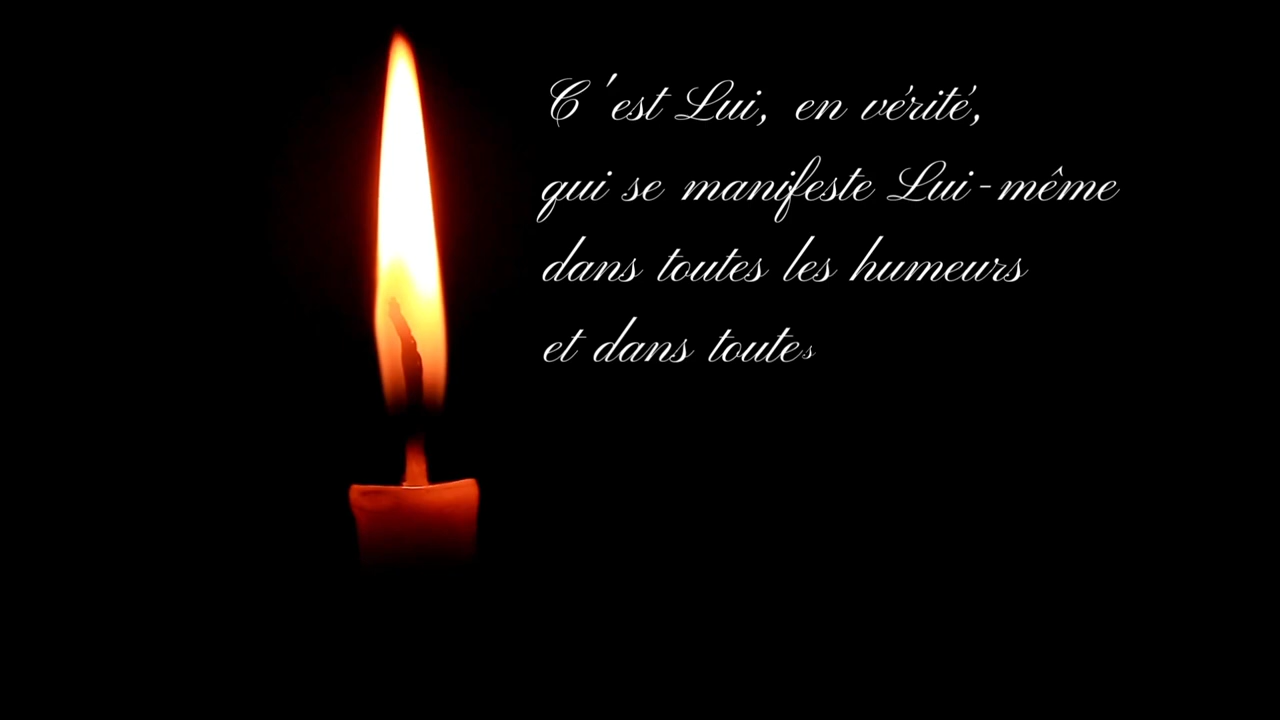 C'est Lui, en vérité,
qui se manifeste Lui-même
dans toutes les humeurs
et dans toutes